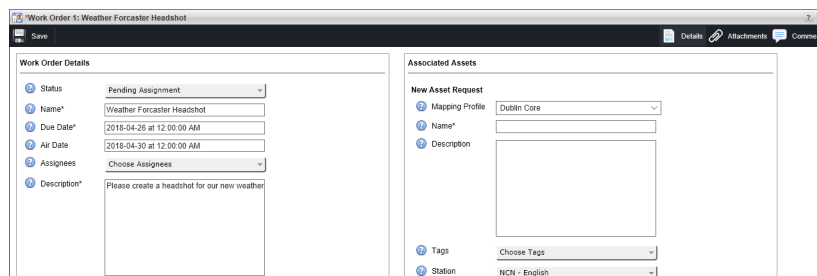 *Work Order 1: Weather Forcaster Headshot
?
Save
Details
Attachments
Comme
Work Order Details
? Status Pending Assignment
? Name* Weather Forcaster Headshot
? Due Date* 2018-04-26 at 12:00:00 AM
? Air Date 2018-04-30 at 12:00:00 AM
? Assignees Choose Assignees
? Description* Please create a headshot for our new weather
Associated Assets
New Asset Request
? Mapping Profile Dublin Core
? Name*
? Description
? Tags Choose Tags
? Station NCN - English